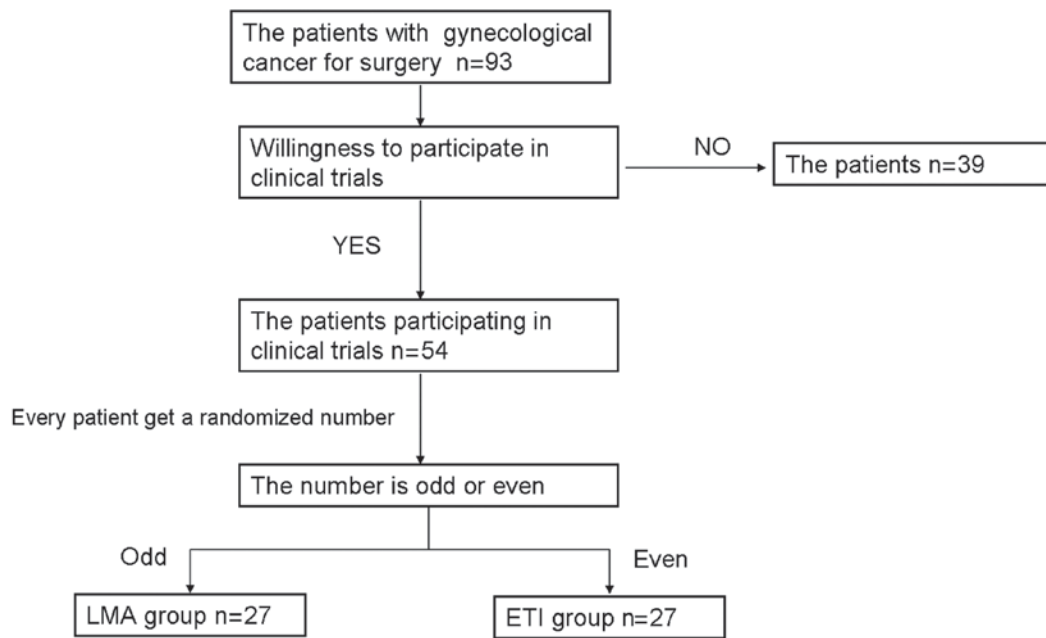 The patients with gynecological
cancer for surgery n=93
Willingness to participate in
clinical trials
NO
The patients n=39
YES
The patients participating in
clinical trials n=54
Every patient get a randomized number
The number is odd or even
Odd
Even
LMA group n=27
ETI group n=27